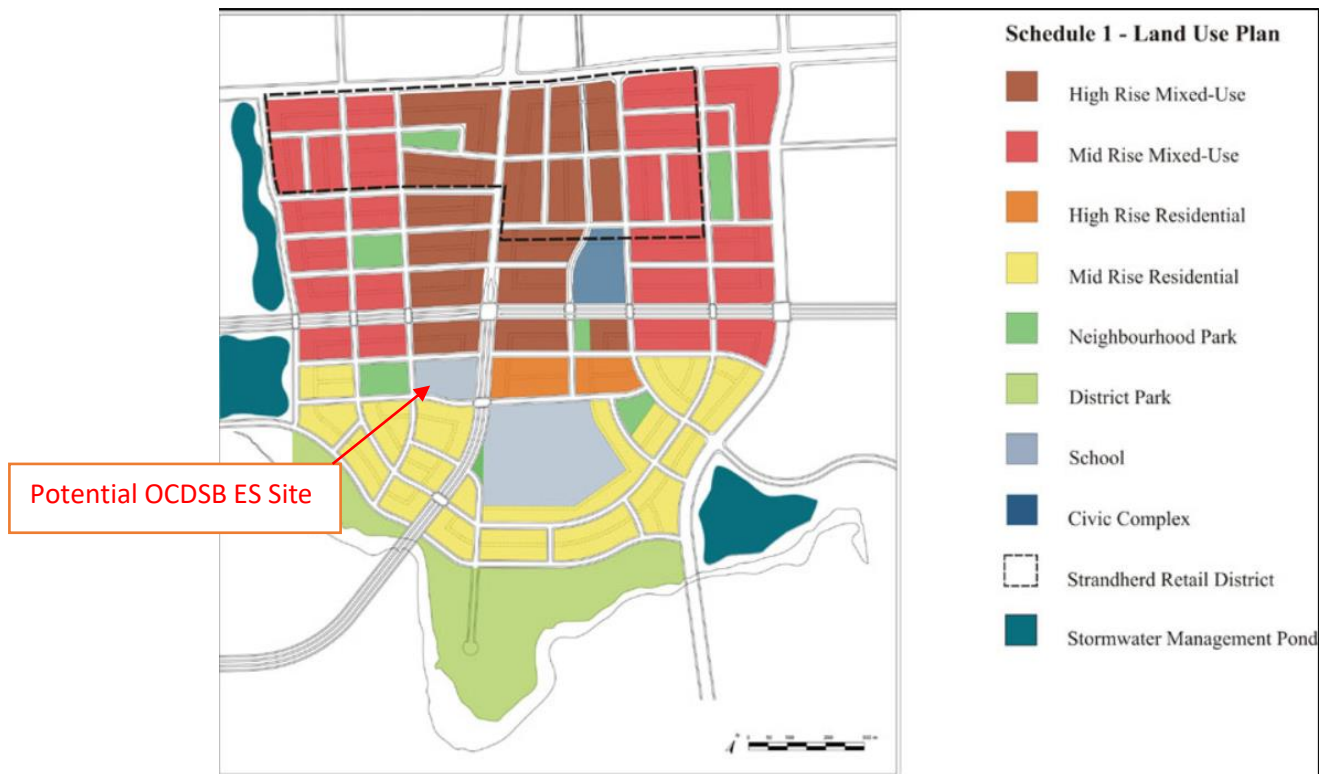 Schedule 1 - Land Use Plan
High Rise Mixed-Use
Mid Rise Mixed-Use
High Rise Residential
Mid Rise Residential
Neighbourhood Park
District Park
School
Civic Complex
Strandherd Retail District
Stormwater Management Pond
Potential OCDSB ES Site